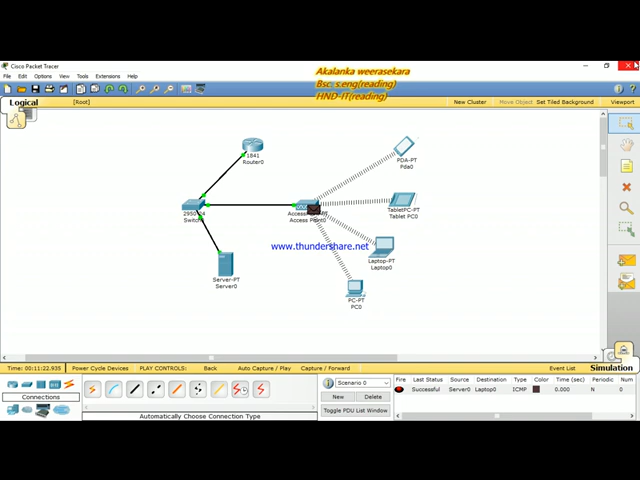 Cisco Packet Tracer
File Edit Options View Tools Extensions Help
Akalanka weerasekara
Bsc. s.eng(reading)
HND-IT(reading)
Logical
[Root]
New Cluster
Move Object
Set Tiled Background
Viewport
1841
Router0
PDA-PT
Pda0
2950-24
Switch
Access Point0
TabletPC-PT
Tablet PC0
www.thundershare.net
Laptop-PT
Laptop0
Server-PT
Server0
PC-PT
PC0
Time: 00:11:22.935
Power Cycle Devices
PLAY CONTROLS:
Back
Auto Capture / Play
Capture / Forward
Event List
Simulation
Connections
Automatically Choose Connection Type
Scenario 0
New
Delete
Toggle PDU List Window
Fire Last Status Source Destination Type Color Time (sec) Periodic Num
Successful Server0 Laptop0 ICMP 0.000 N 0